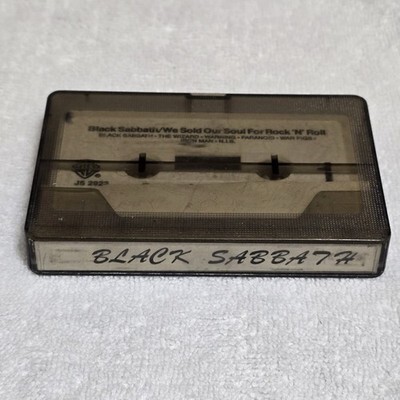 Black Sabbath/We Sold Our Soul For Rock 'N' Roll
BLACK SABBATH • THE WIZARD • WARNING • PARANOID • WAR PIGS •
IRON MAN • N.I.B.
1
JS 2923
BLACK SABBATH